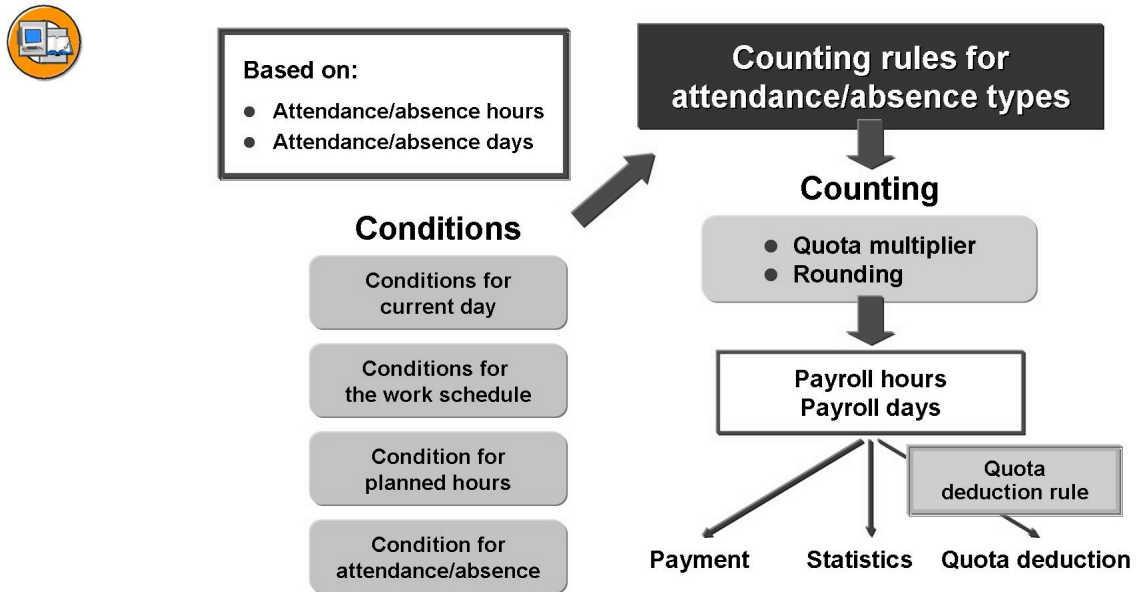 Based on:
● Attendance/absence hours
● Attendance/absence days
Conditions
Conditions for
current day
Conditions for
the work schedule
Condition for
planned hours
Condition for
attendance/absence
Counting rules for
attendance/absence types
Counting
● Quota multiplier
● Rounding
Payroll hours
Payroll days
Quota
deduction rule
Payment
Statistics
Quota deduction